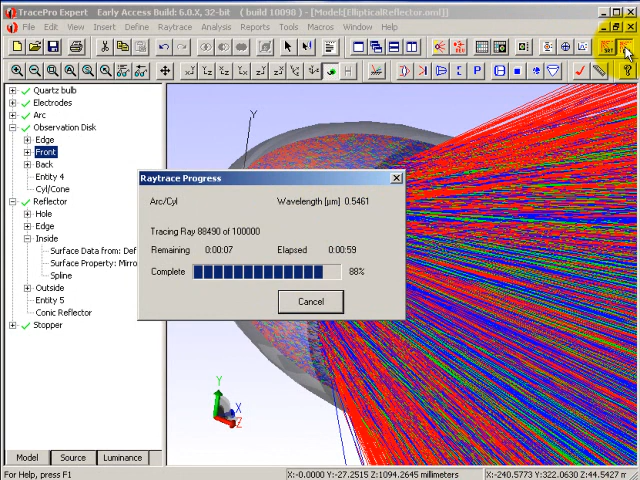 TracePro Expert Early Access Build: 6.0.X, 32-bit ( build 10098 ) - [Model:[EllipticalReflector.oml]
File Edit View Insert Define Analysis Raytrace Reports Tools Macros Window Help
Quartz bulb
Electrodes
Arc
Observation Disk
Edge
Front
Back
Entity 4
Cyl/Cone
Reflector
Hole
Edge
Inside
Surface Data from: Def
Surface Property: Mirro
Spline
Outside
Entity 5
Conic Reflector
Stopper
Y
Raytrace Progress
Arc/Cyl Wavelength [µm] 0.5461
Tracing Ray 88490 of 100000
Remaining 0:00:07 Elapsed 0:00:59
Complete 88%
Cancel
Y
X
Z
Model Source Luminance
For Help, press F1 X:-0.0000 Y:-27.2515 Z:1094.2645 millimeters X:-240.5773 Y:322.0630 Z:44.5427 m